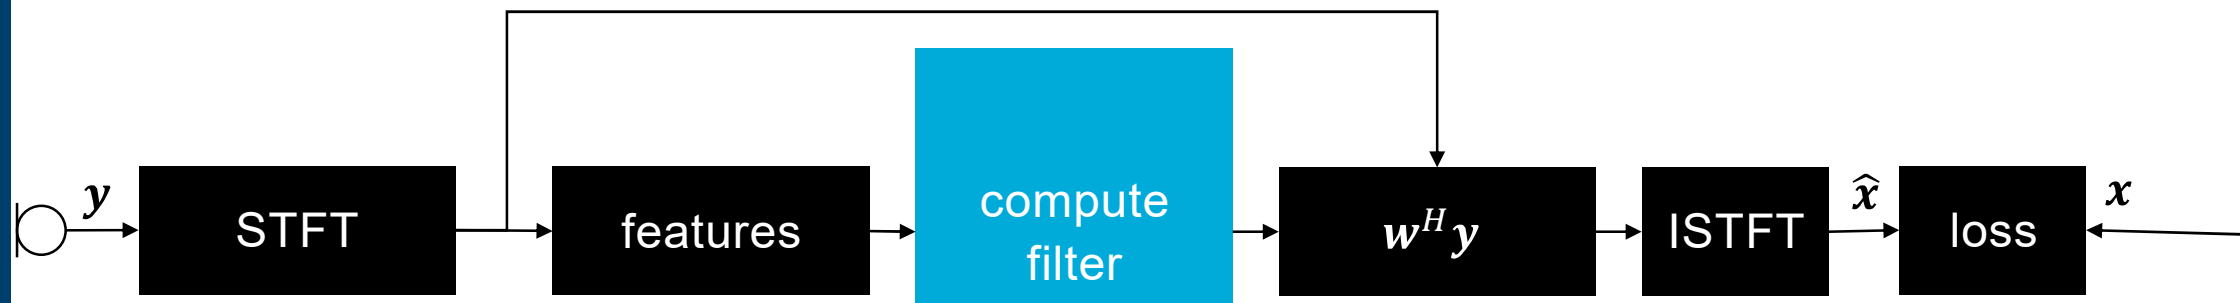 y
STFT
features
compute
filter
w^H y
ISTFT
x̂
loss
x